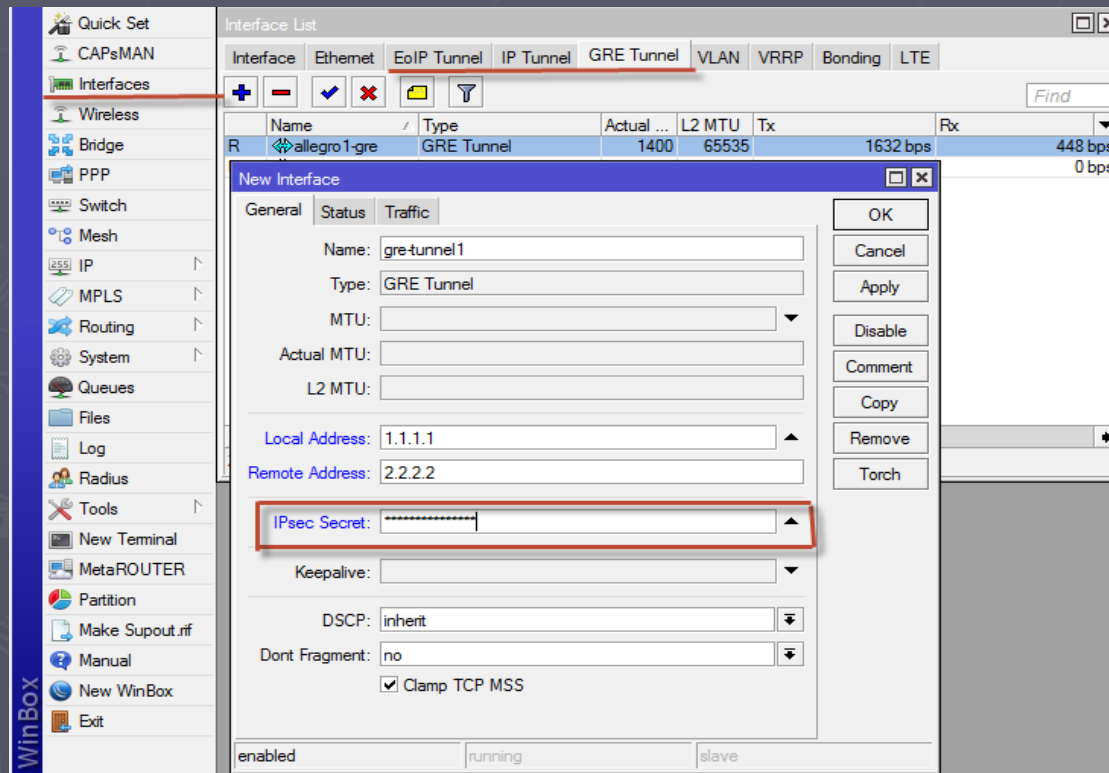 Quick Set
CAPsMAN
Interfaces
Wireless
Bridge
PPP
Switch
Mesh
IP
MPLS
Routing
System
Queues
Files
Log
Radius
Tools
New Terminal
MetaROUTER
Partition
Make Supout.rif
Manual
New WinBox
Exit
WinBox
Interface List
Interface Ethernet EoIP Tunnel IP Tunnel GRE Tunnel VLAN VRRP Bonding LTE
Find
Name Type Actual ... L2 MTU Tx Rx
R allegro1-gre GRE Tunnel 1400 65535 1632 bps 448 bps
0 bps
New Interface
General Status Traffic
Name: gre-tunnel1
Type: GRE Tunnel
MTU:
Actual MTU:
L2 MTU:
Local Address: 1.1.1.1
Remote Address: 2.2.2.2
IPsec Secret: ***************
Keepalive:
DSCP: inherit
Dont Fragment: no
Clamp TCP MSS
OK
Cancel
Apply
Disable
Comment
Copy
Remove
Torch
enabled running slave